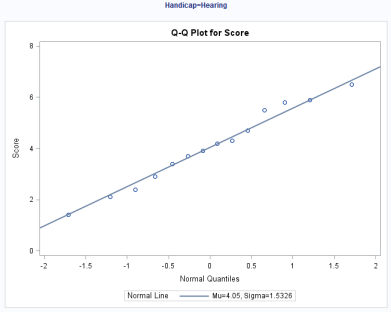 Handicap=Hearing
Q-Q Plot for Score
8
6
4
2
0
Score
-2 -1.5 -1 -0.5 0 0.5 1 1.5 2
Normal Quantiles
Normal Line Mu=4.05, Sigma=1.5326